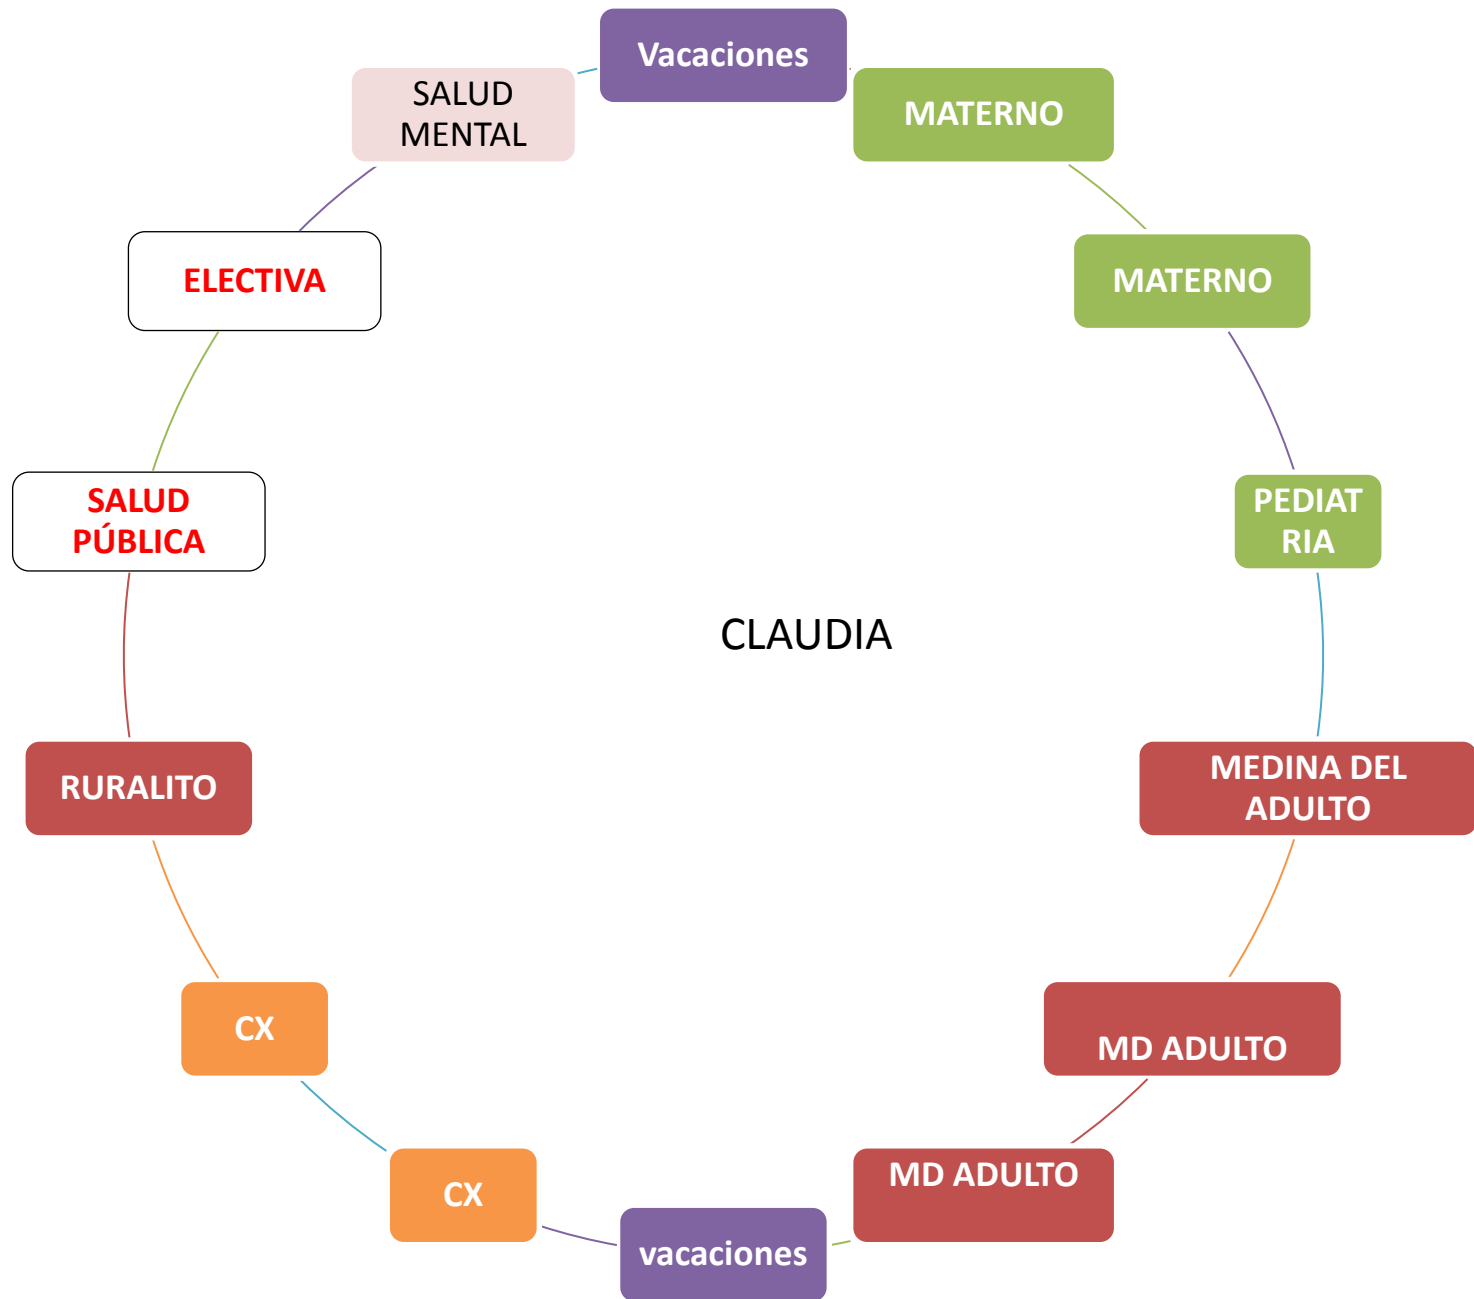 Vacaciones
MATERNO
MATERNO
PEDIAT
RIA
MEDINA DEL
ADULTO
MD ADULTO
MD ADULTO
vacaciones
CX
CX
RURALITO
SALUD
PÚBLICA
ELECTIVA
SALUD
MENTAL
CLAUDIA